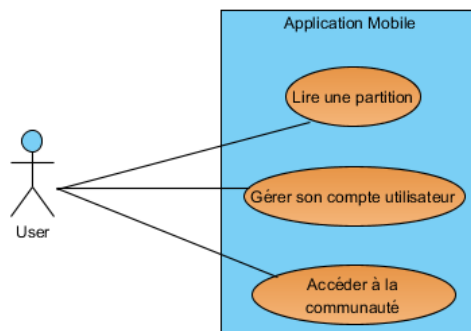 Application Mobile
Lire une partition
Gérer son compte utilisateur
User
Accéder à la
communauté